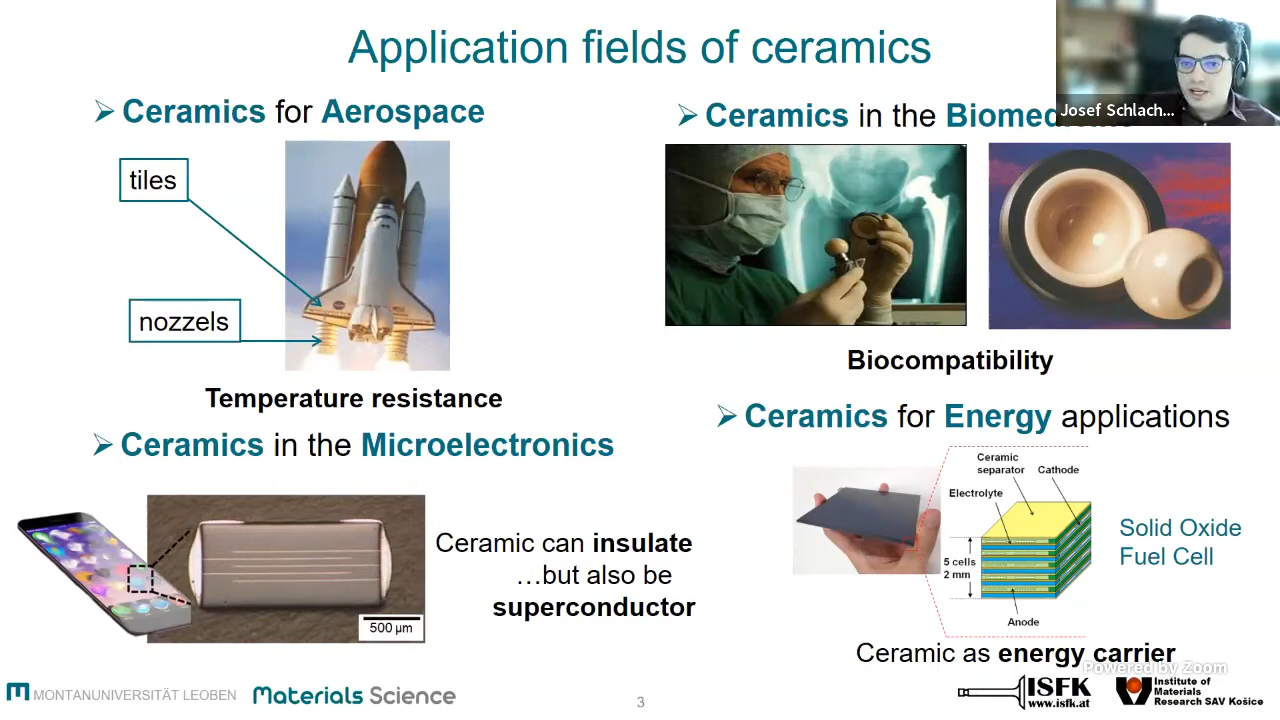 Application fields of ceramics
Josef Schlach...
➢ Ceramics for Aerospace
tiles
nozzels
Temperature resistance
➢ Ceramics in the
➢ Ceramics in the Microelectronics
500 µm
Ceramic can insulate
…but also be
superconductor
Biocompatibility
➢ Ceramics for Energy applications
Ceramic
separator
Cathode
Electrolyte
5 cells
2 mm
Anode
Solid Oxide
Fuel Cell
Ceramic as energy carrier
Powered by Zoom
MONTANUNIVERSITÄT LEOBEN
Materials Science
3
ISFK
www.isfk.at
Institute of
Materials
Research SAV Košice